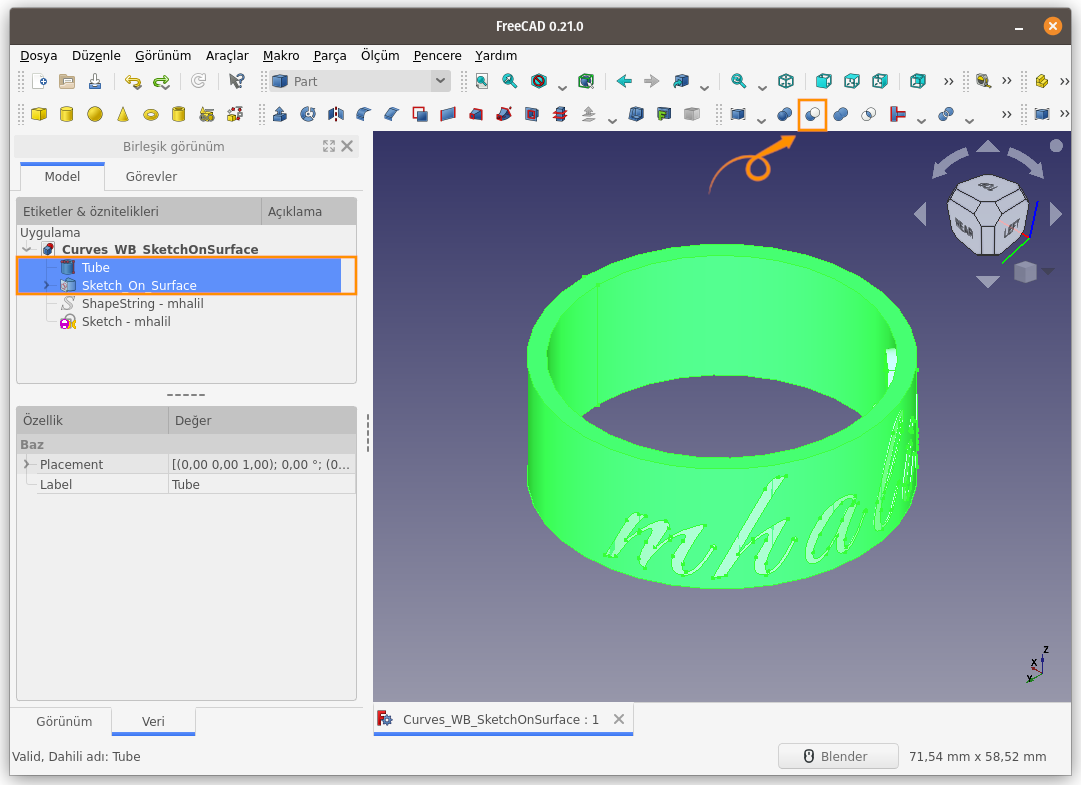 FreeCAD 0.21.0
Dosya Düzenle Görünüm Araçlar Makro Parça Ölçüm Pencere Yardım
Part
Birleşik görünüm
Model Görevler
Etiketler & öznitelikleri Açıklama
Uygulama
Curves_WB_SketchOnSurface
Tube
Sketch_On_Surface
ShapeString - mhalil
Sketch - mhalil
Özellik Değer
Baz
Placement [(0,00 0,00 1,00); 0,00 °; (0...
Label Tube
TOP
REAR LEFT
mhal
Z
X
Y
Görünüm Veri
Curves_WB_SketchOnSurface : 1
Valid, Dahili adı: Tube
Blender 71,54 mm x 58,52 mm